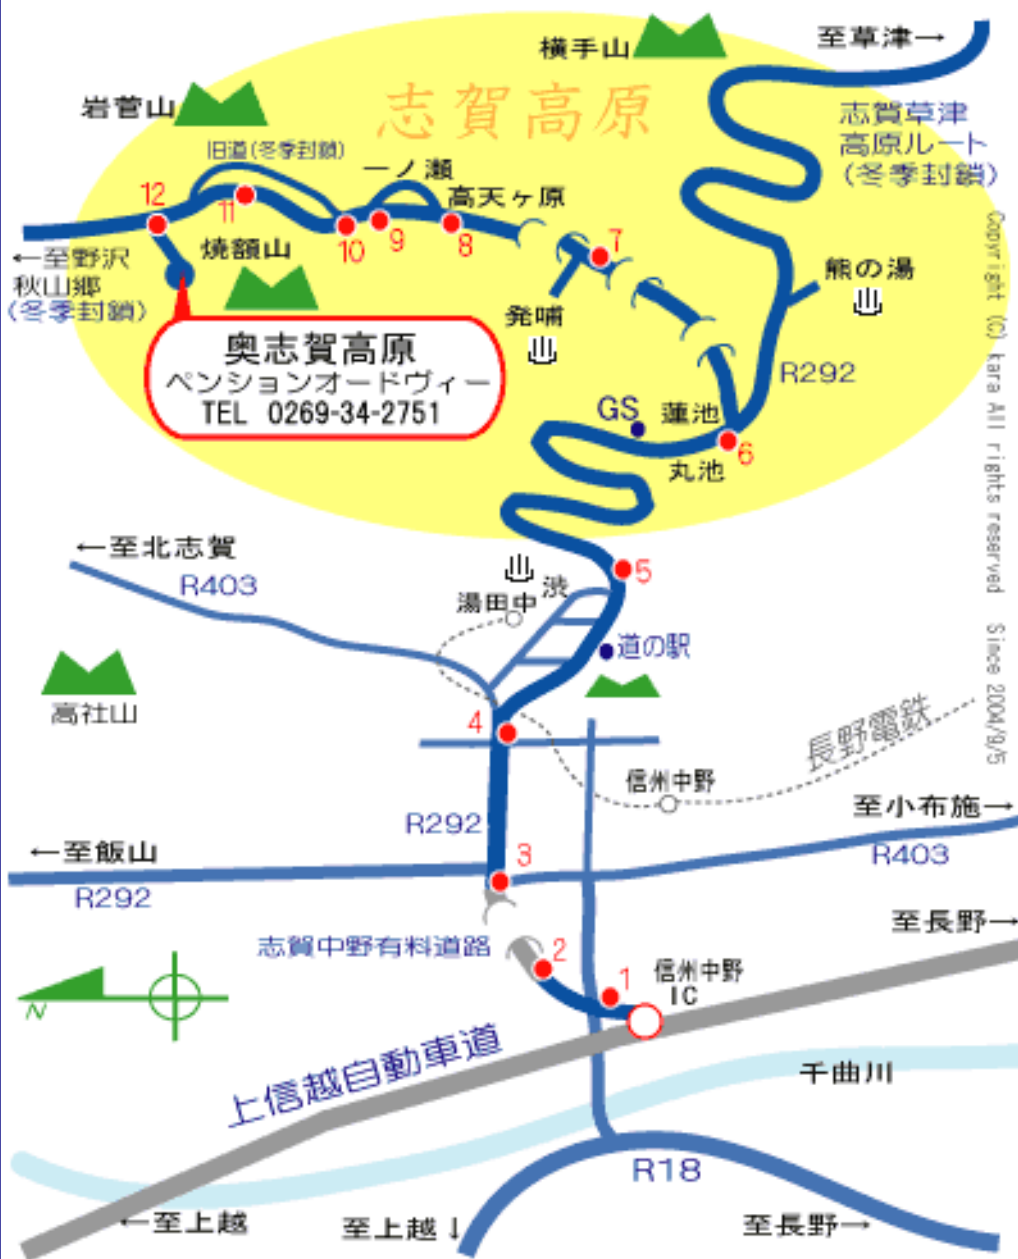 横手山
至草津→
志賀高原
岩菅山
志賀草津
高原ルート
(冬季封鎖)
旧道(冬季封鎖)
一ノ瀬
高天ヶ原
12
11
10
9
8
7
←至野沢
秋山郷
(冬季封鎖)
焼額山
発哺
熊の湯
R292
奥志賀高原
ペンションオードヴィー
TEL 0269-34-2751
GS
蓮池
丸池
6
←至北志賀
R403
渋
湯田中
5
道の駅
高社山
4
長野電鉄
信州中野
R292
至小布施→
R403
←至飯山
R292
3
至長野→
志賀中野有料道路
2
1
信州中野
IC
N
上信越自動車道
千曲川
R18
←至上越
至上越↓
至長野→
Copyright (C) kara All rights reserved Since 2004/9/5